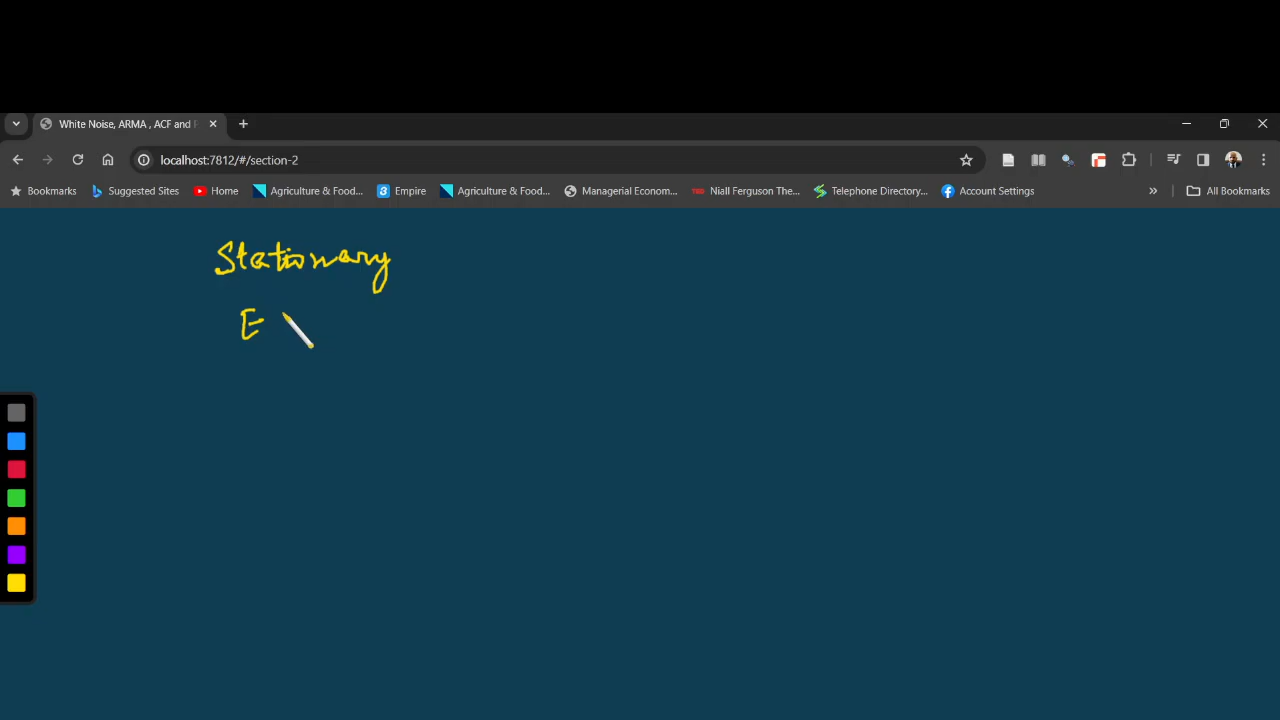 White Noise, ARMA , ACF and
localhost:7812/#/section-2
Bookmarks Suggested Sites Home Agriculture & Food... Empire Agriculture & Food... Managerial Econom... Niall Ferguson The... Telephone Directory... Account Settings » All Bookmarks
Stationary
E